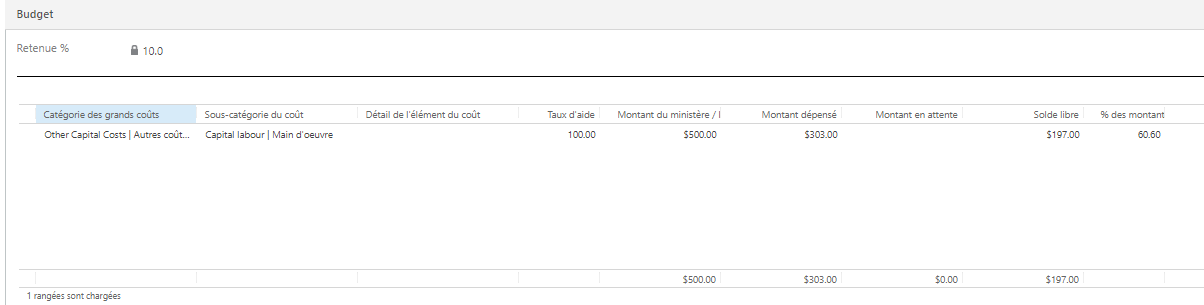 Budget
Retenue % 10.0
Catégorie des grands coûts Sous-catégorie du coût Détail de l'élément du coût Taux d'aide Montant du ministère / Montant dépensé Montant en attente Solde libre % des montant
Other Capital Costs | Autres coût... Capital labour | Main d'oeuvre 100.00 $500.00 $303.00 $197.00 60.60
$500.00 $303.00 $0.00 $197.00
1 rangées sont chargées